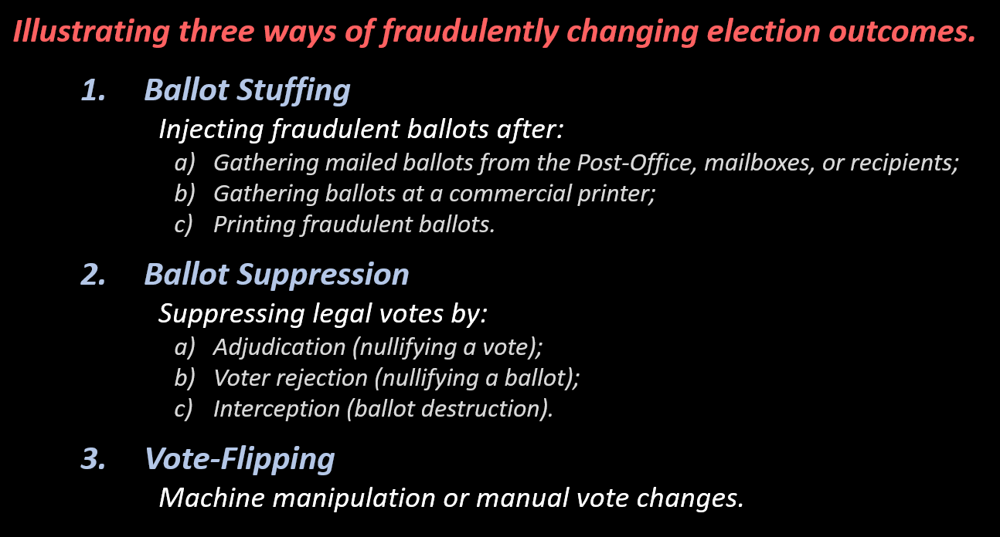 Illustrating three ways of fraudulently changing election outcomes.
1. Ballot Stuffing
Injecting fraudulent ballots after:
a) Gathering mailed ballots from the Post-Office, mailboxes, or recipients;
b) Gathering ballots at a commercial printer;
c) Printing fraudulent ballots.
2. Ballot Suppression
Suppressing legal votes by:
a) Adjudication (nullifying a vote);
b) Voter rejection (nullifying a ballot);
c) Interception (ballot destruction).
3. Vote-Flipping
Machine manipulation or manual vote changes.